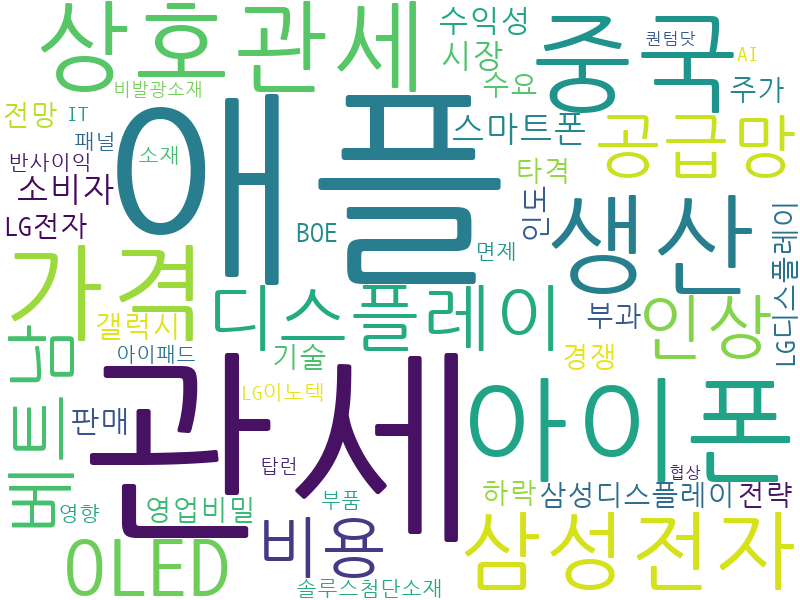 상호관세
수익성
중국
퀀텀닷
AI
시장
비발광소재
수요
주가
전망
IT
애플
스마트폰
공급망
패널
소재
반사이익
타격
소비자
인도
생산
LG전자
BOE
면제
LG디스플레이
가격
디스플레이
부과
인상
갤럭시
베트남
아이패드
기술
경쟁
관세
아이폰
LG이노텍
판매
탑런
협상
하락
삼성디스플레이
전략
영향
영업비밀
부품
OLED
비용
삼성전자
솔루스첨단소재